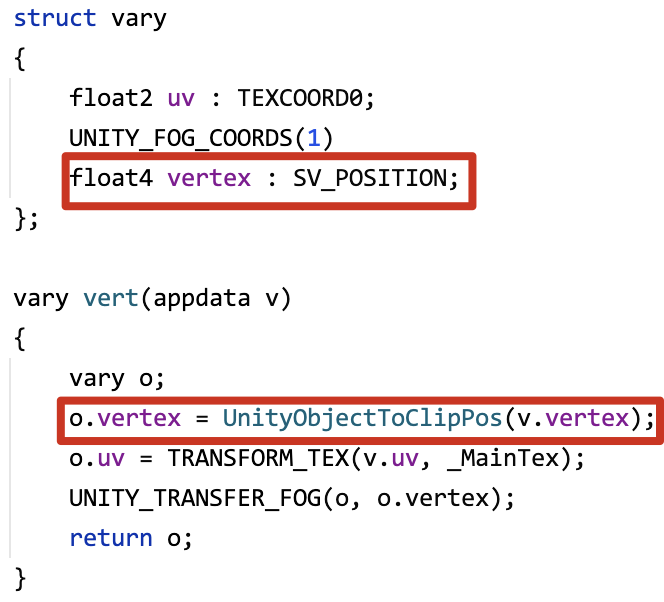 struct vary
{
float2 uv : TEXCOORD0;
UNITY_FOG_COORDS(1)
float4 vertex : SV_POSITION;
};
vary vert(appdata v)
{
vary o;
o.vertex = UnityObjectToClipPos(v.vertex);
o.uv = TRANSFORM_TEX(v.uv, _MainTex);
UNITY_TRANSFER_FOG(o, o.vertex);
return o;
}